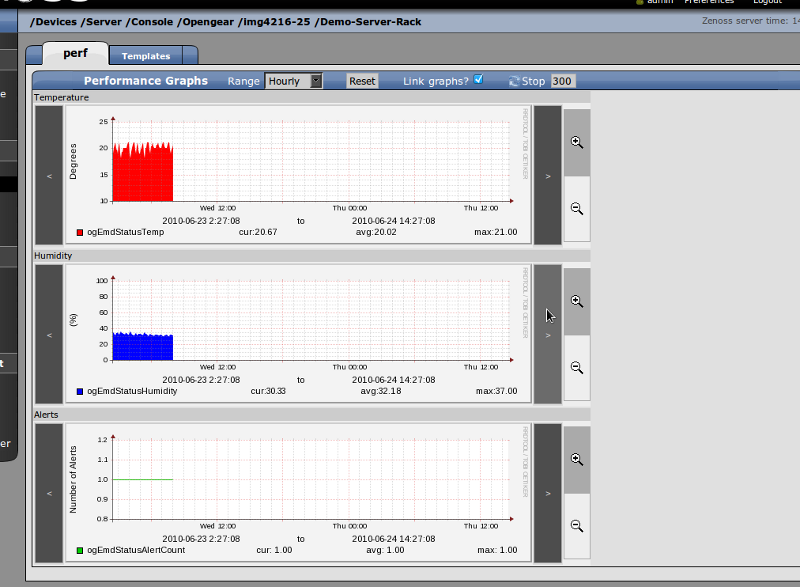 admin Preferences Logout
/Devices /Server /Console /Opengear /img4216-25 /Demo-Server-Rack
Zenoss server time: 14
perf
Templates
Performance Graphs Range Hourly Reset Link graphs? Stop 300
Temperature
25
20
15
10
Degrees
Wed 12:00 Thu 00:00 Thu 12:00
2010-06-23 2:27:08 to 2010-06-24 14:27:08
ogEmdStatusTemp cur:20.67 avg:20.02 max:21.00
RRDTOOL / TOBI OETIKER
< >
Humidity
100
80
60
40
20
0
(%)
Wed 12:00 Thu 00:00 Thu 12:00
2010-06-23 2:27:08 to 2010-06-24 14:27:08
ogEmdStatusHumidity cur:30.33 avg:32.18 max:37.00
RRDTOOL / TOBI OETIKER
< >
Alerts
1.2
1.1
1.0
0.9
0.8
Number of Alerts
Wed 12:00 Thu 00:00 Thu 12:00
2010-06-23 2:27:08 to 2010-06-24 14:27:08
ogEmdStatusAlertCount cur: 1.00 avg: 1.00 max: 1.00
RRDTOOL / TOBI OETIKER
< >
e
t
er